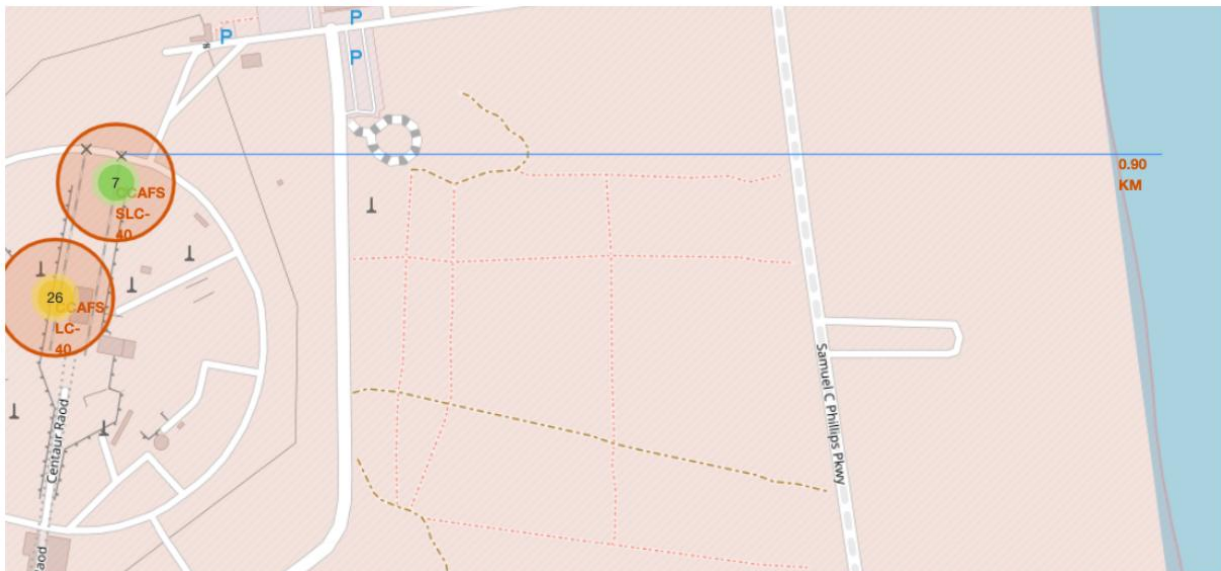 P
P
P
0.90
KM
7
CCAFS
SLC-
40
26
CCAFS
LC-
40
Samuel C Phillips Pkwy
Centaur Raod
Raod